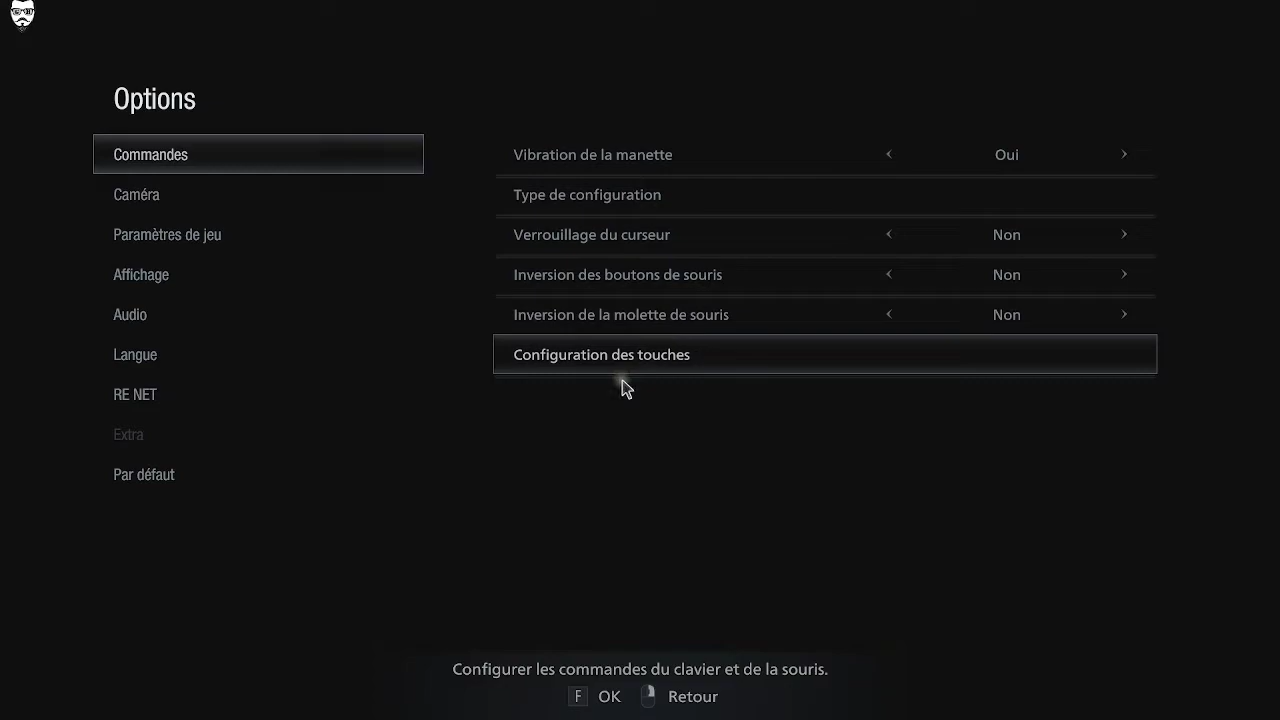 Options
Commandes
Caméra
Paramètres de jeu
Affichage
Audio
Langue
RE NET
Extra
Par défaut
Vibration de la manette Oui
Type de configuration
Verrouillage du curseur Non
Inversion des boutons de souris Non
Inversion de la molette de souris Non
Configuration des touches
Configurer les commandes du clavier et de la souris.
F OK Retour